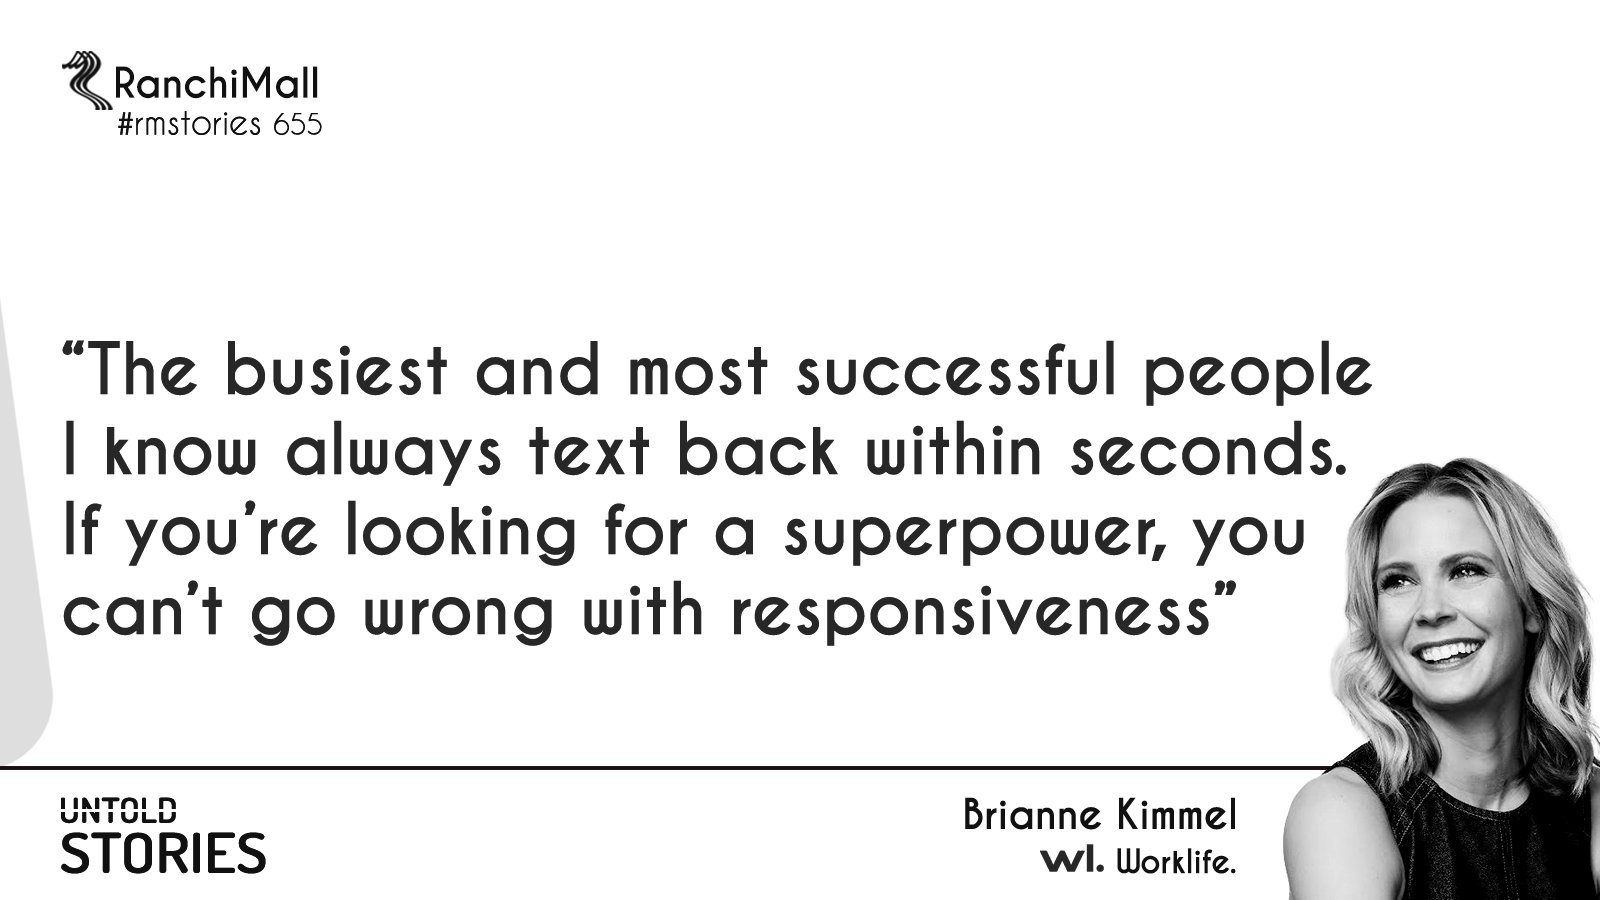 RanchiMall
#rmstories 655
“The busiest and most successful people
I know always text back within seconds.
If you’re looking for a superpower, you
can’t go wrong with responsiveness”
UNTOLD
STORIES
Brianne Kimmel
wl. Worklife.